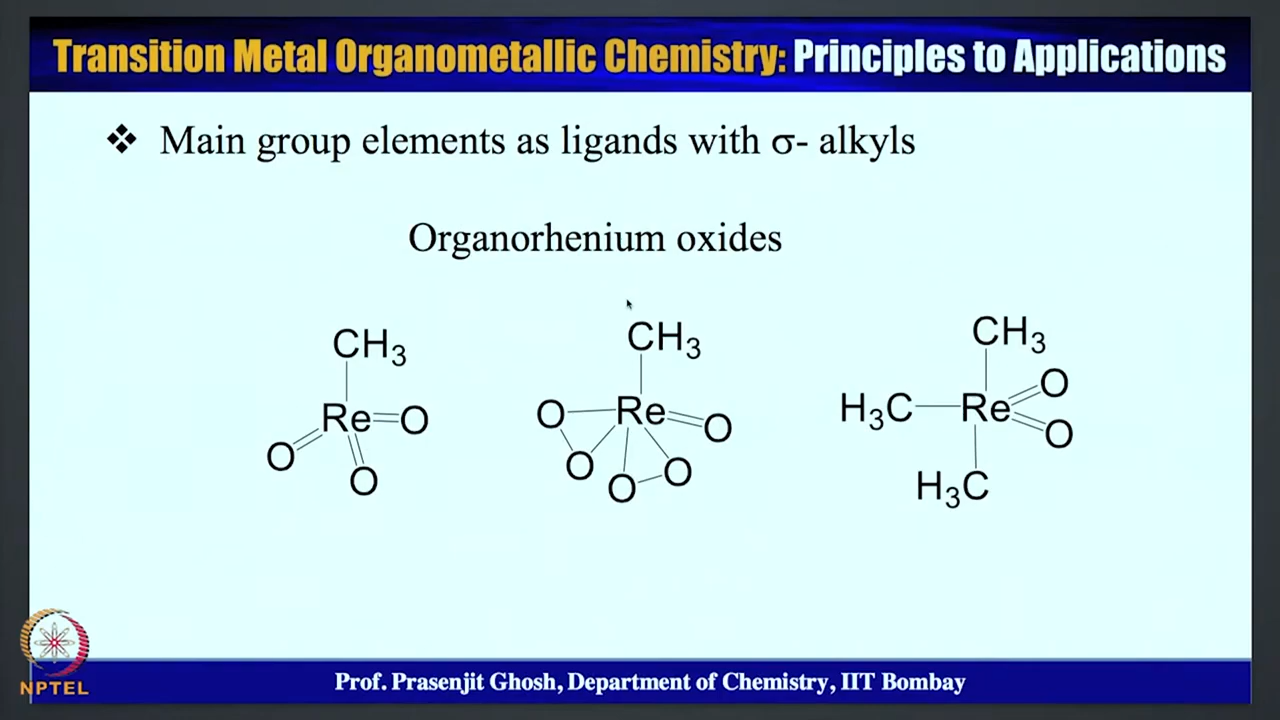 Transition Metal Organometallic Chemistry: Principles to Applications
❖ Main group elements as ligands with σ- alkyls
Organorhenium oxides
CH₃
Re
O
O
O
CH₃
Re
O
O
O
O
O
CH₃
H₃C
Re
O
O
H₃C
NPTEL
Prof. Prasenjit Ghosh, Department of Chemistry, IIT Bombay